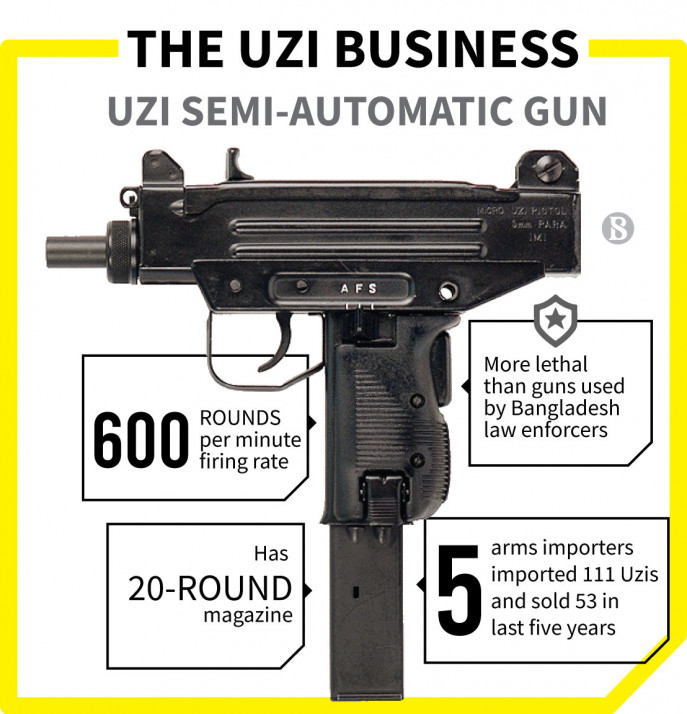 THE UZI BUSINESS
UZI SEMI-AUTOMATIC GUN
MICRO UZI PISTOL
9mm PARA
IMI
A F S
More lethal
than guns used
by Bangladesh
law enforcers
600
ROUNDS
per minute
firing rate
Has
20-ROUND
magazine
5
arms importers
imported 111 Uzis
and sold 53 in
last five years